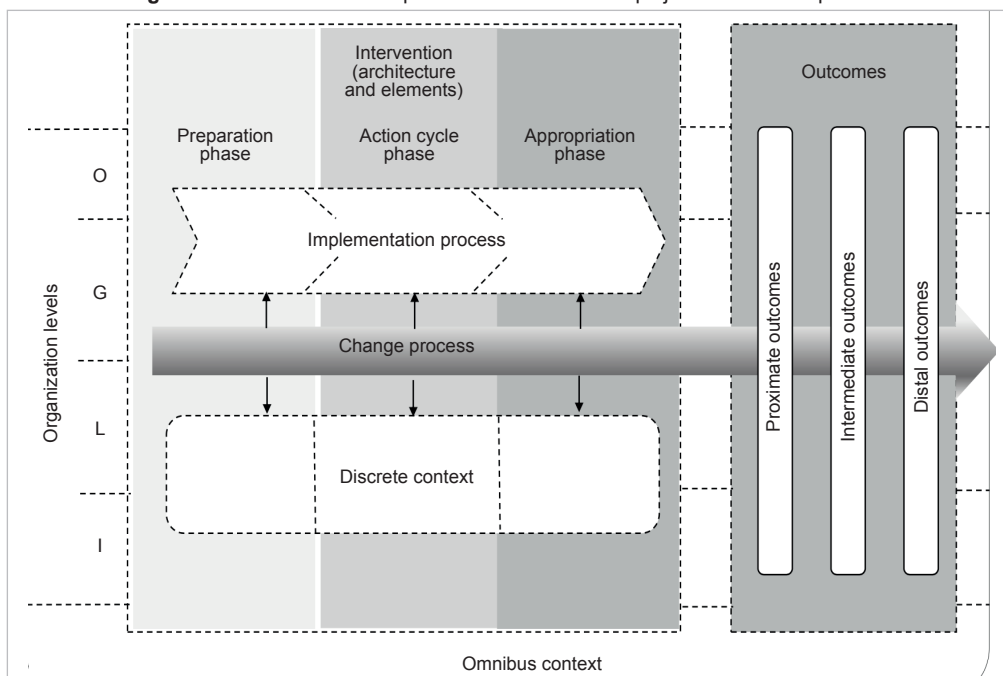 Intervention
(architecture
and elements)
Outcomes
Preparation
phase
Action cycle
phase
Appropriation
phase
O
G
L
I
Organization levels
Implementation process
Change process
Discrete context
Proximate outcomes
Intermediate outcomes
Distal outcomes
Omnibus context